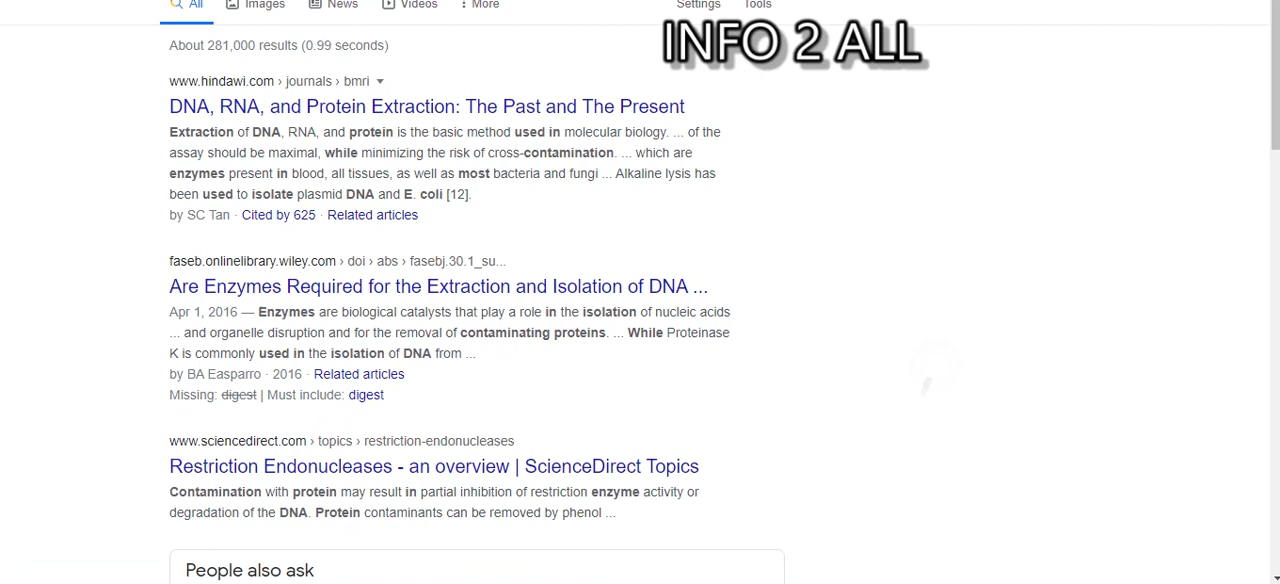 All Images News Videos More Settings Tools
INFO 2 ALL
About 281,000 results (0.99 seconds)
www.hindawi.com › journals › bmri
DNA, RNA, and Protein Extraction: The Past and The Present
Extraction of DNA, RNA, and protein is the basic method used in molecular biology. ... of the
assay should be maximal, while minimizing the risk of cross-contamination. ... which are
enzymes present in blood, all tissues, as well as most bacteria and fungi ... Alkaline lysis has
been used to isolate plasmid DNA and E. coli [12].
by SC Tan · Cited by 625 · Related articles
faseb.onlinelibrary.wiley.com › doi › abs › fasebj.30.1_su...
Are Enzymes Required for the Extraction and Isolation of DNA ...
Apr 1, 2016 — Enzymes are biological catalysts that play a role in the isolation of nucleic acids
... and organelle disruption and for the removal of contaminating proteins. ... While Proteinase
K is commonly used in the isolation of DNA from ...
by BA Easparro · 2016 · Related articles
Missing: digest | Must include: digest
www.sciencedirect.com › topics › restriction-endonucleases
Restriction Endonucleases - an overview | ScienceDirect Topics
Contamination with protein may result in partial inhibition of restriction enzyme activity or
degradation of the DNA. Protein contaminants can be removed by phenol ...
People also ask